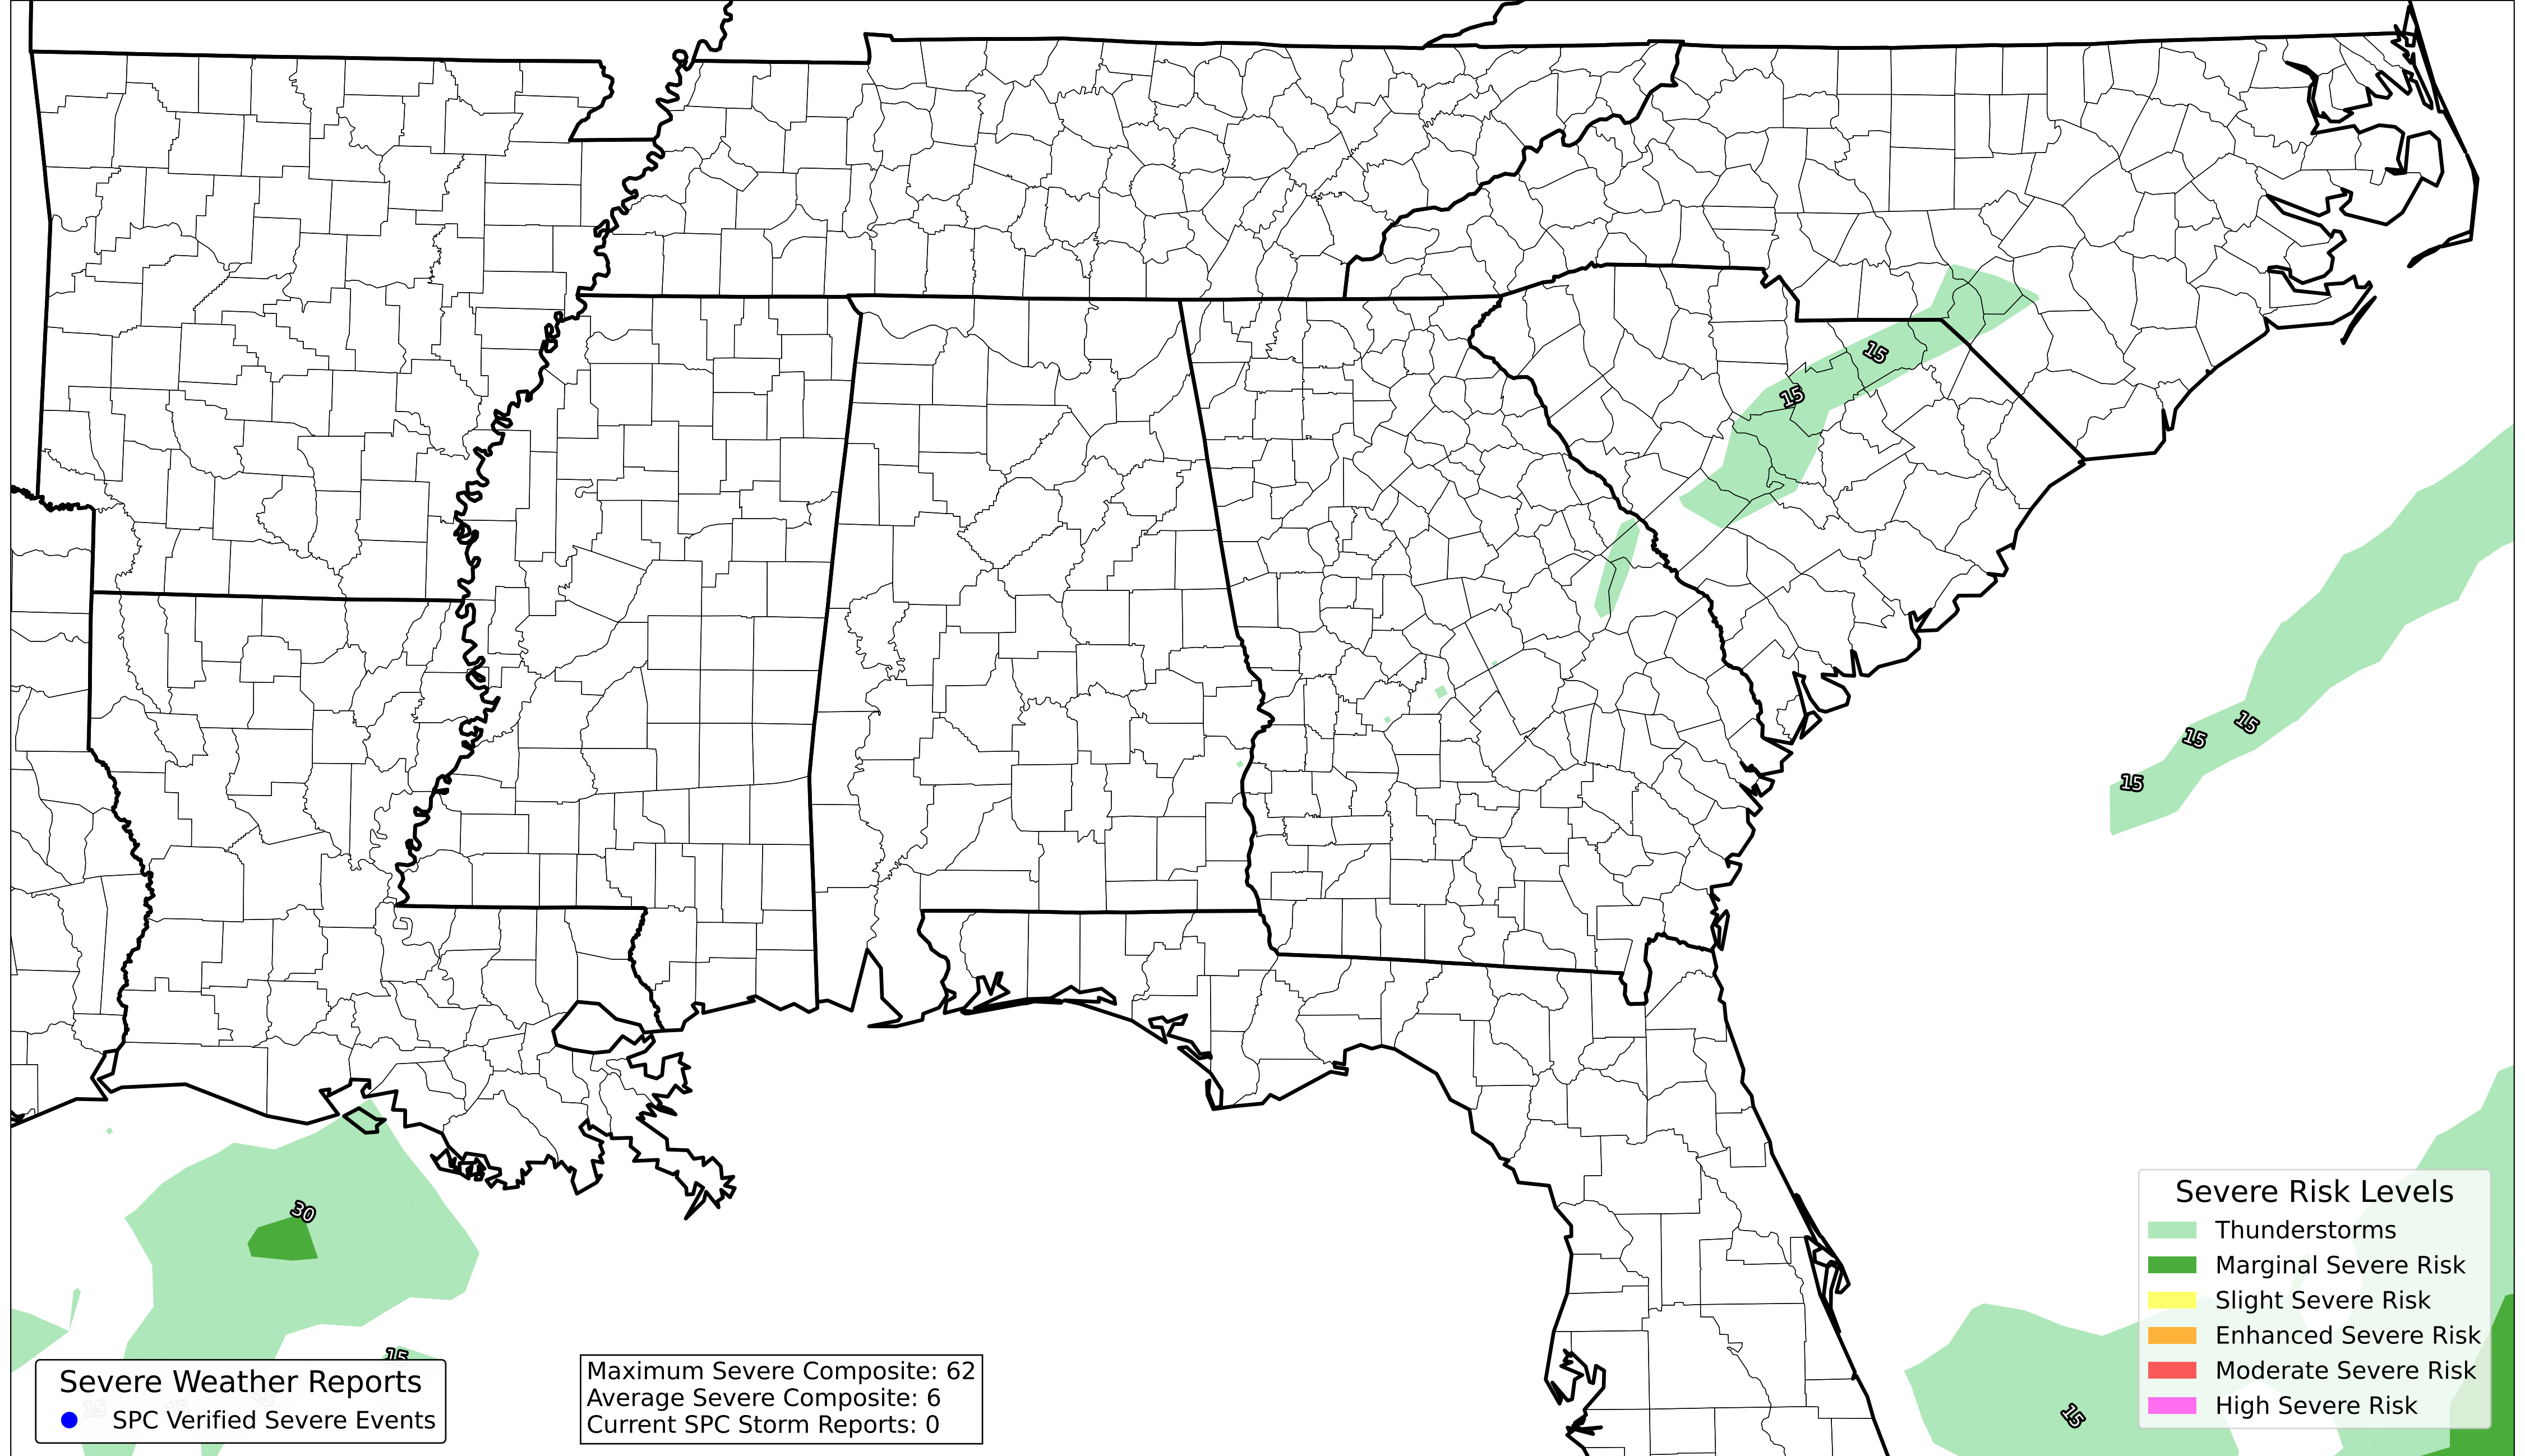 15
15
15
15
15
30
15
15
Severe Weather Reports
SPC Verified Severe Events
Maximum Severe Composite: 62
Average Severe Composite: 6
Current SPC Storm Reports: 0
Severe Risk Levels
Thunderstorms
Marginal Severe Risk
Slight Severe Risk
Enhanced Severe Risk
Moderate Severe Risk
High Severe Risk
15